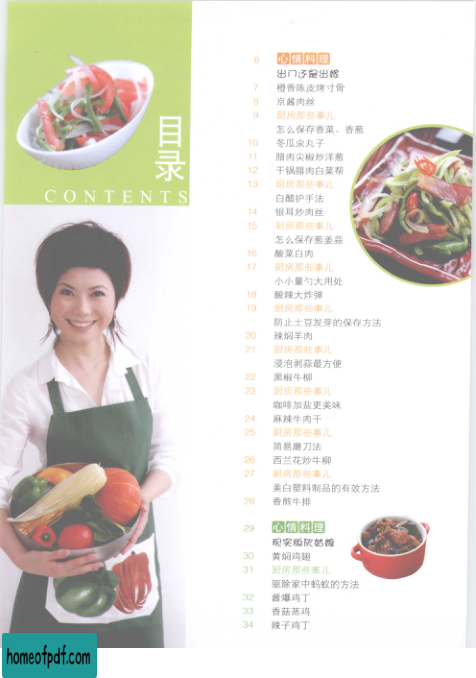 目录
CONTENTS
6 心情料理
出门还是出嫁
7 橙香陈皮烤寸骨
8 京酱肉丝
9 厨房那些事儿
怎么保存香菜、香葱
10 冬瓜汆丸子
11 腊肉尖椒炒洋葱
12 干锅腊肉白菜帮
13 厨房那些事儿
白醋护手法
14 银耳炒肉丝
15 厨房那些事儿
怎么保存葱姜蒜
16 酸菜白肉
17 厨房那些事儿
小小量勺大用处
18 酸辣大炸弹
19 厨房那些事儿
防止土豆发芽的保存方法
20 辣焖羊肉
21 厨房那些事儿
浸泡剥蒜最方便
22 黑椒牛柳
23 厨房那些事儿
咖啡加盐更美味
24 麻辣牛肉干
25 厨房那些事儿
简易磨刀法
26 西兰花炒牛柳
27 厨房那些事儿
美白塑料制品的有效方法
28 香煎牛排
29 心情料理
现实版灰姑娘
30 黄焖鸡翅
31 厨房那些事儿
驱除家中蚂蚁的方法
32 酱爆鸡丁
33 香菇蒸鸡
34 辣子鸡丁
homeofpdf.com